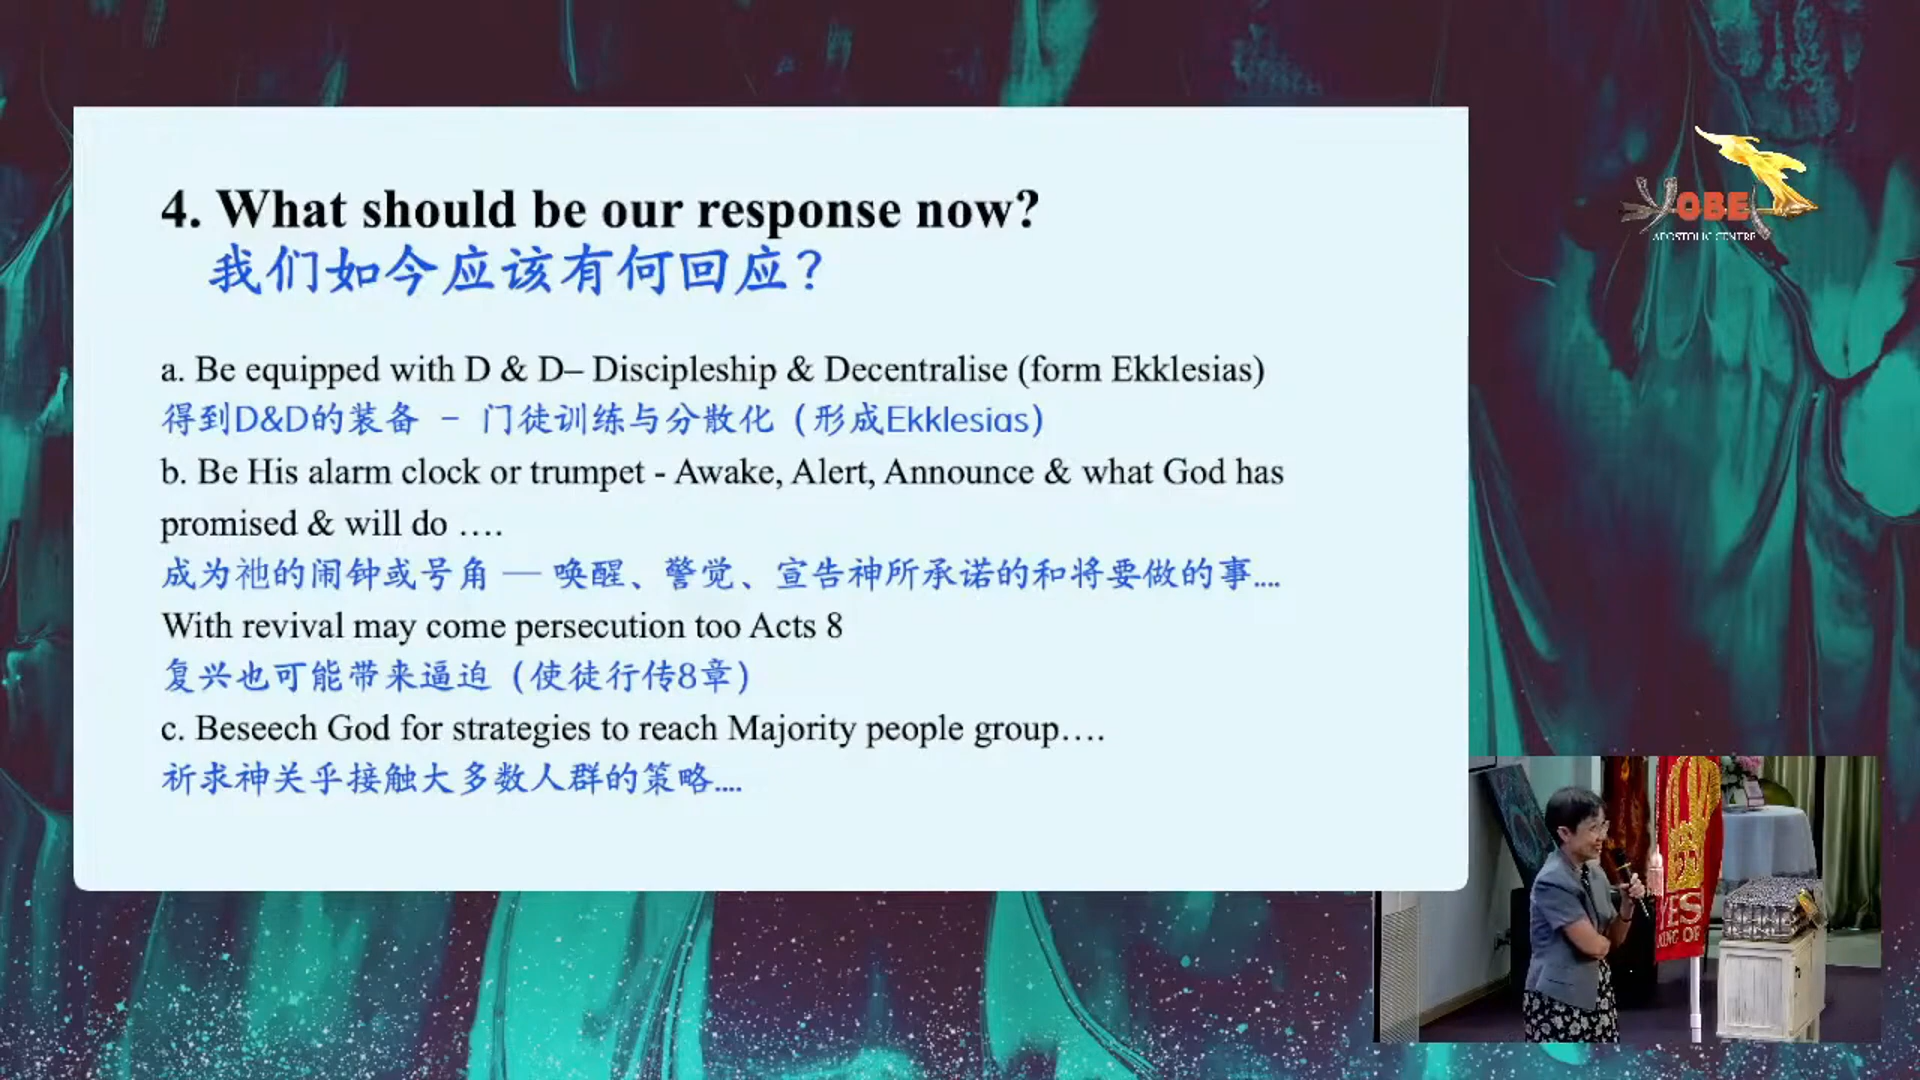 4. What should be our response now?
我们如今应该有何回应？
a. Be equipped with D & D– Discipleship & Decentralise (form Ekklesias)
得到D&D的装备 – 门徒训练与分散化（形成Ekklesias）
b. Be His alarm clock or trumpet - Awake, Alert, Announce & what God has
promised & will do ….
成为祂的闹钟或号角 — 唤醒、警觉、宣告神所承诺的和将要做的事....
With revival may come persecution too Acts 8
复兴也可能带来逼迫（使徒行传8章）
c. Beseech God for strategies to reach Majority people group….
祈求神关乎接触大多数人群的策略....
YOBEL
APOSTOLIC CENTRE
YES
KING OF